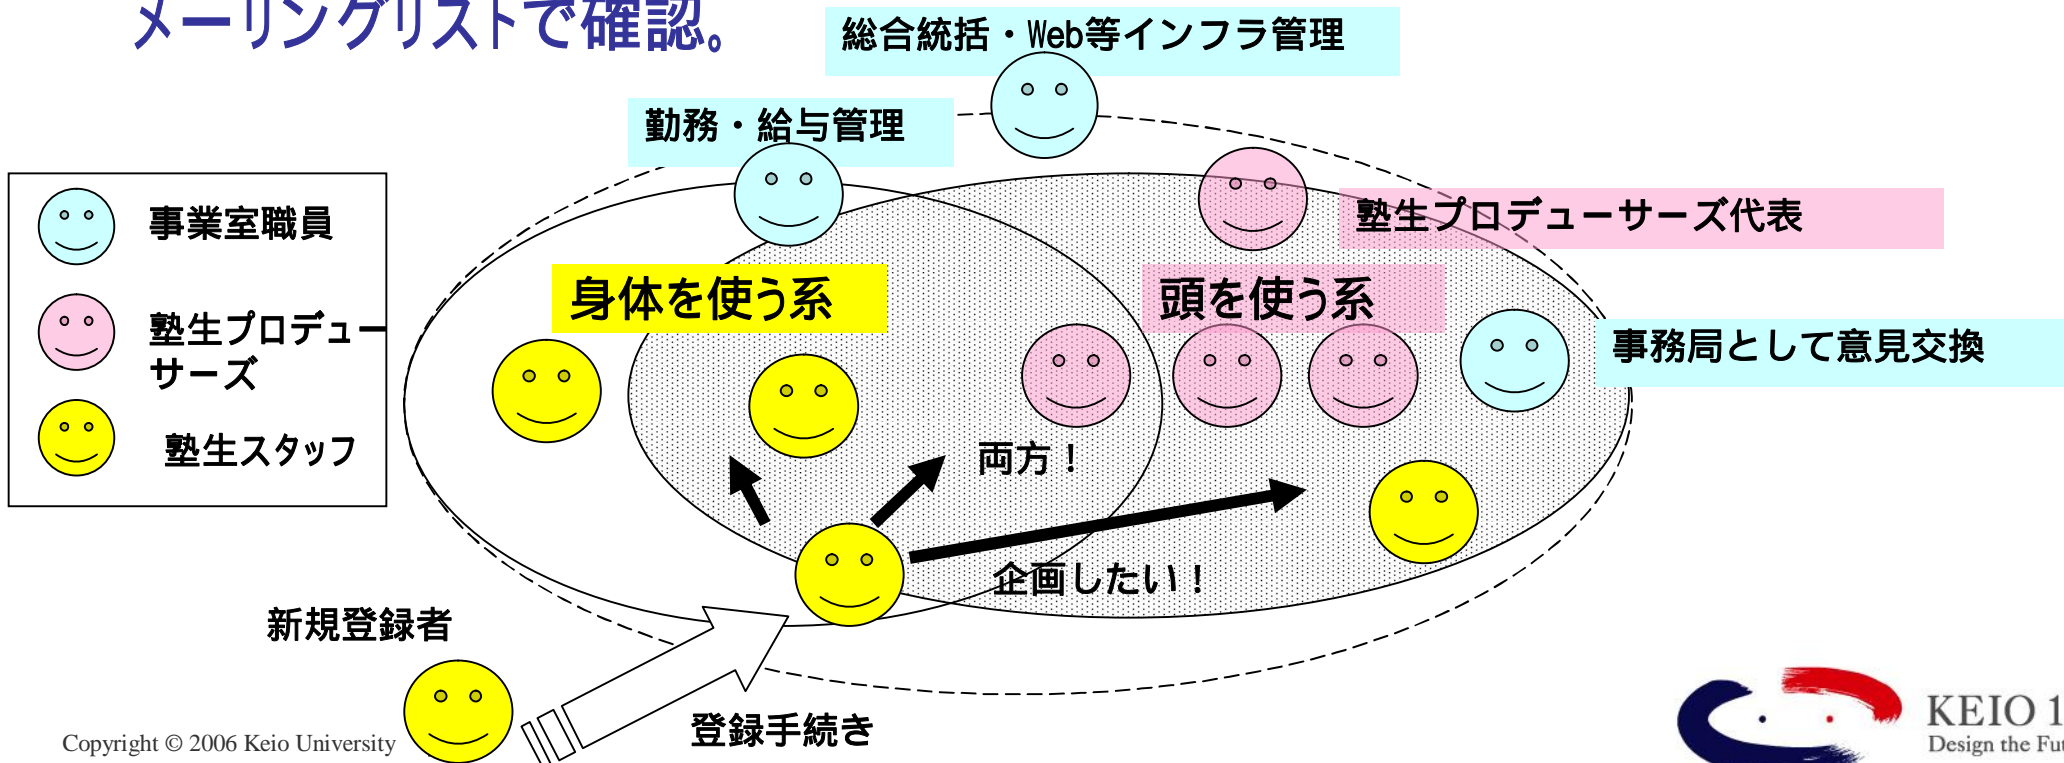 メーリングリストで確認。
総合統括・Web等インフラ管理
勤務・給与管理
事業室職員
塾生プロデュー
サーズ
塾生スタッフ
塾生プロデューサーズ代表
身体を使う系
頭を使う系
事務局として意見交換
両方！
企画したい！
新規登録者
登録手続き
Copyright © 2006 Keio University
KEIO 1
Design the Fut